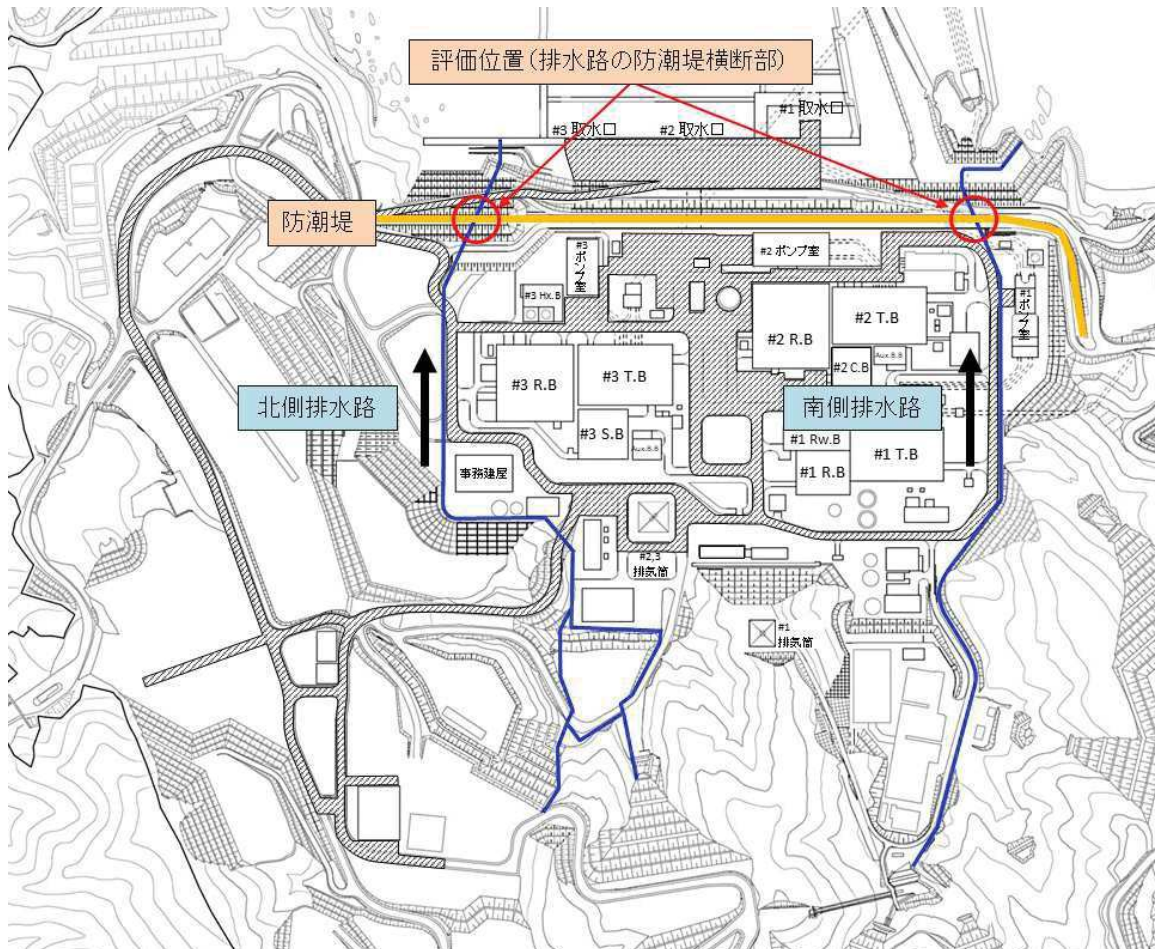 評価位置(排水路の防潮堤横断部)
#1 取水口
#3 取水口
#2 取水口
防潮堤
#3
ポンプ室
#2 ポンプ室
#1
ポンプ室
#3 Hx.B
#2 T.B
#2 R.B
#3 R.B
#3 T.B
#2 C.B
Aux.B.B
北側排水路
南側排水路
#3 S.B
Aux.B.B
#1 Rw.B
#1 R.B
#1 T.B
事務建屋
#2,3
排気筒
#1
排気筒